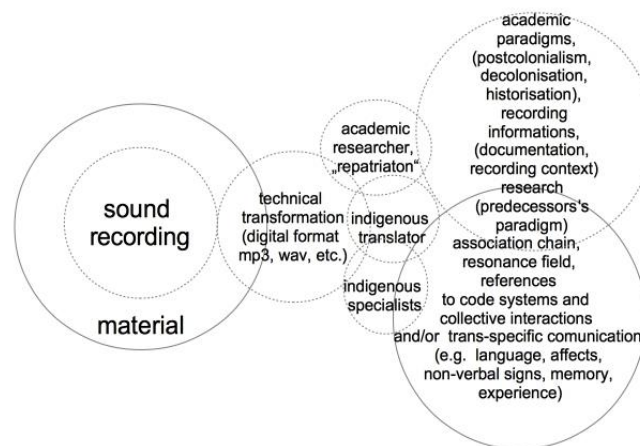 sound
recording
material
technical
transformation
(digital format
mp3, wav, etc.)
academic
researcher,
„repatriaton“
indigenous
translator
indigenous
specialists
academic
paradigms,
(postcolonialism,
decolonisation,
historisation),
recording
informations,
(documentation,
recording context)
research
(predecessors's
paradigm)
association chain,
resonance field,
references
to code systems and
collective interactions
and/or trans-specific comunication
(e.g. language, affects,
non-verbal signs, memory,
experience)